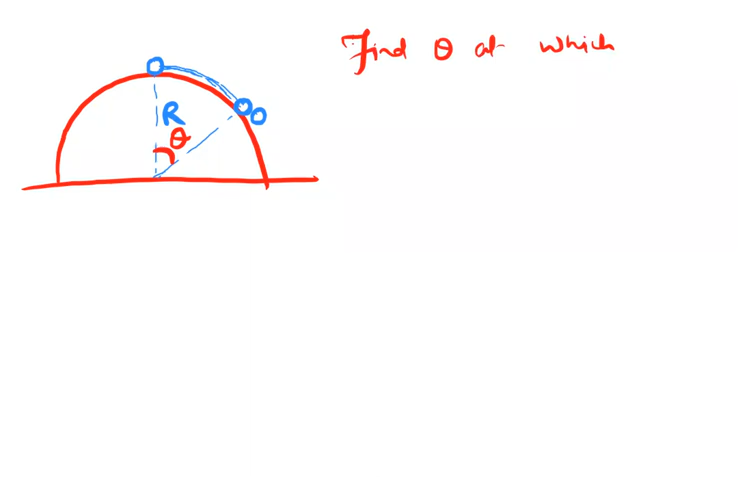 Find θ at which
R
θ